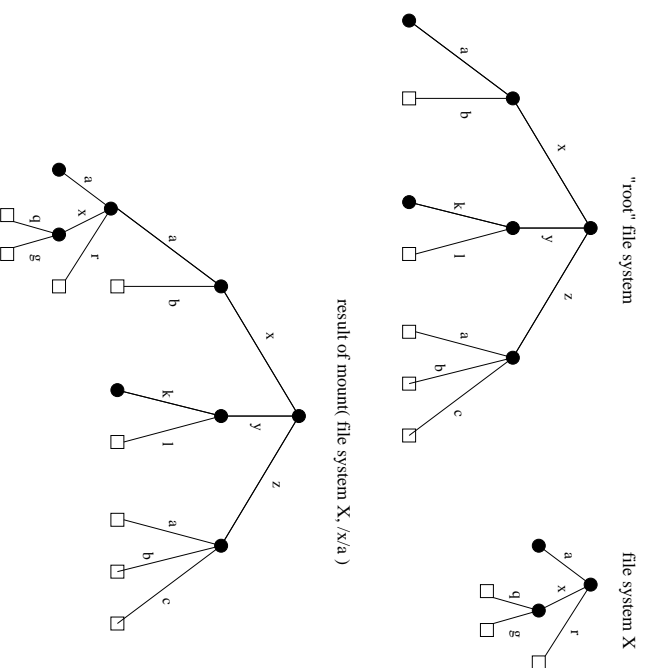 "root" file system
file system X
x y z
a b k l a b c
a x r
q g
result of mount( file system X, /x/a )
x y z
a b k l a b c
a x r
q g